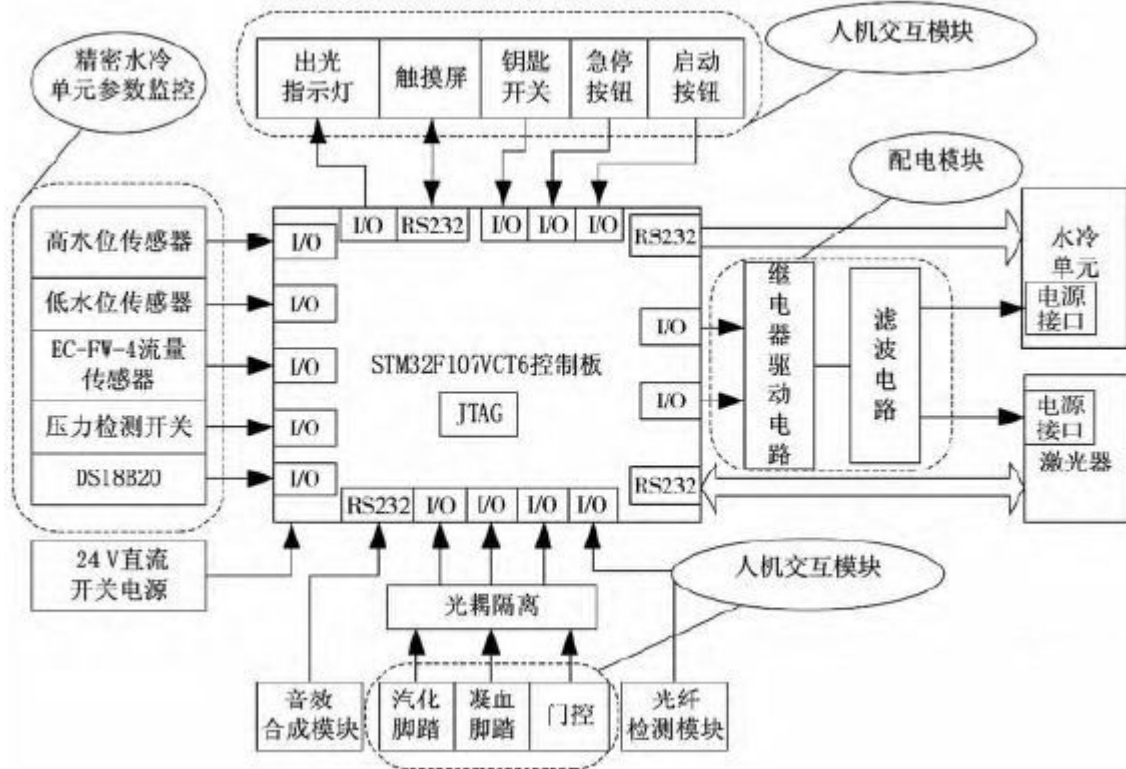 人机交互模块
精密水冷
单元参数监控
出光
指示灯
触摸屏
钥匙
开关
急停
按钮
启动
按钮
配电模块
高水位传感器
低水位传感器
EC-FW-4流量
传感器
压力检测开关
DS18B20
24 V直流
开关电源
I/O
RS232
I/O
I/O
I/O
RS232
I/O
I/O
I/O
I/O
I/O
STM32F107VCT6控制板
JTAG
I/O
I/O
RS232
RS232
I/O
I/O
I/O
I/O
继电器驱动电路
滤波电路
水冷
单元
电源
接口
电源
接口
激光器
光耦隔离
人机交互模块
音效
合成模块
汽化
脚踏
凝血
脚踏
门控
光纤
检测模块